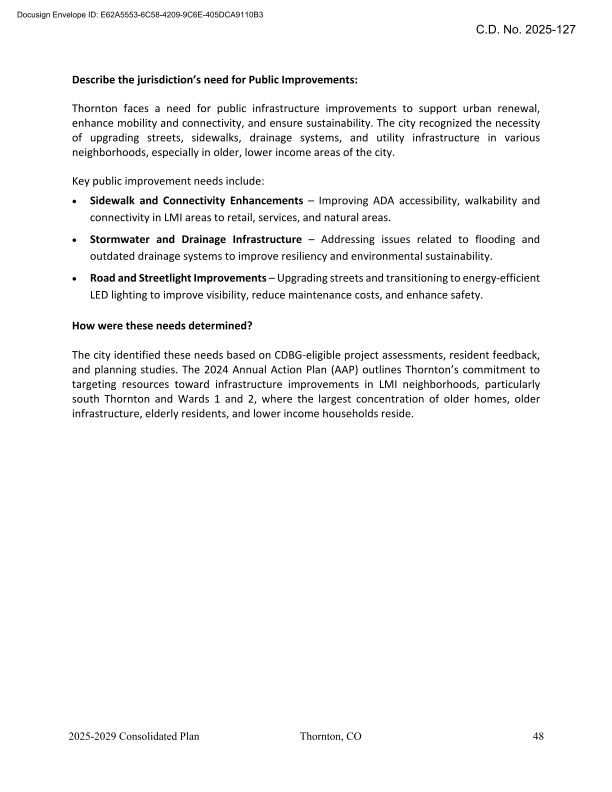 Docusign Envelope ID: E62A5553-6C58-4209-9C6E-405DCA9110B3
C.D. No. 2025-127
Describe the jurisdiction’s need for Public Improvements:
Thornton faces a need for public infrastructure improvements to support urban renewal,
enhance mobility and connectivity, and ensure sustainability. The city recognized the necessity
of upgrading streets, sidewalks, drainage systems, and utility infrastructure in various
neighborhoods, especially in older, lower income areas of the city.
Key public improvement needs include:
• Sidewalk and Connectivity Enhancements – Improving ADA accessibility, walkability and
connectivity in LMI areas to retail, services, and natural areas.
• Stormwater and Drainage Infrastructure – Addressing issues related to flooding and
outdated drainage systems to improve resiliency and environmental sustainability.
• Road and Streetlight Improvements – Upgrading streets and transitioning to energy-efficient
LED lighting to improve visibility, reduce maintenance costs, and enhance safety.
How were these needs determined?
The city identified these needs based on CDBG-eligible project assessments, resident feedback,
and planning studies. The 2024 Annual Action Plan (AAP) outlines Thornton’s commitment to
targeting resources toward infrastructure improvements in LMI neighborhoods, particularly
south Thornton and Wards 1 and 2, where the largest concentration of older homes, older
infrastructure, elderly residents, and lower income households reside.
2025-2029 Consolidated Plan Thornton, CO 48